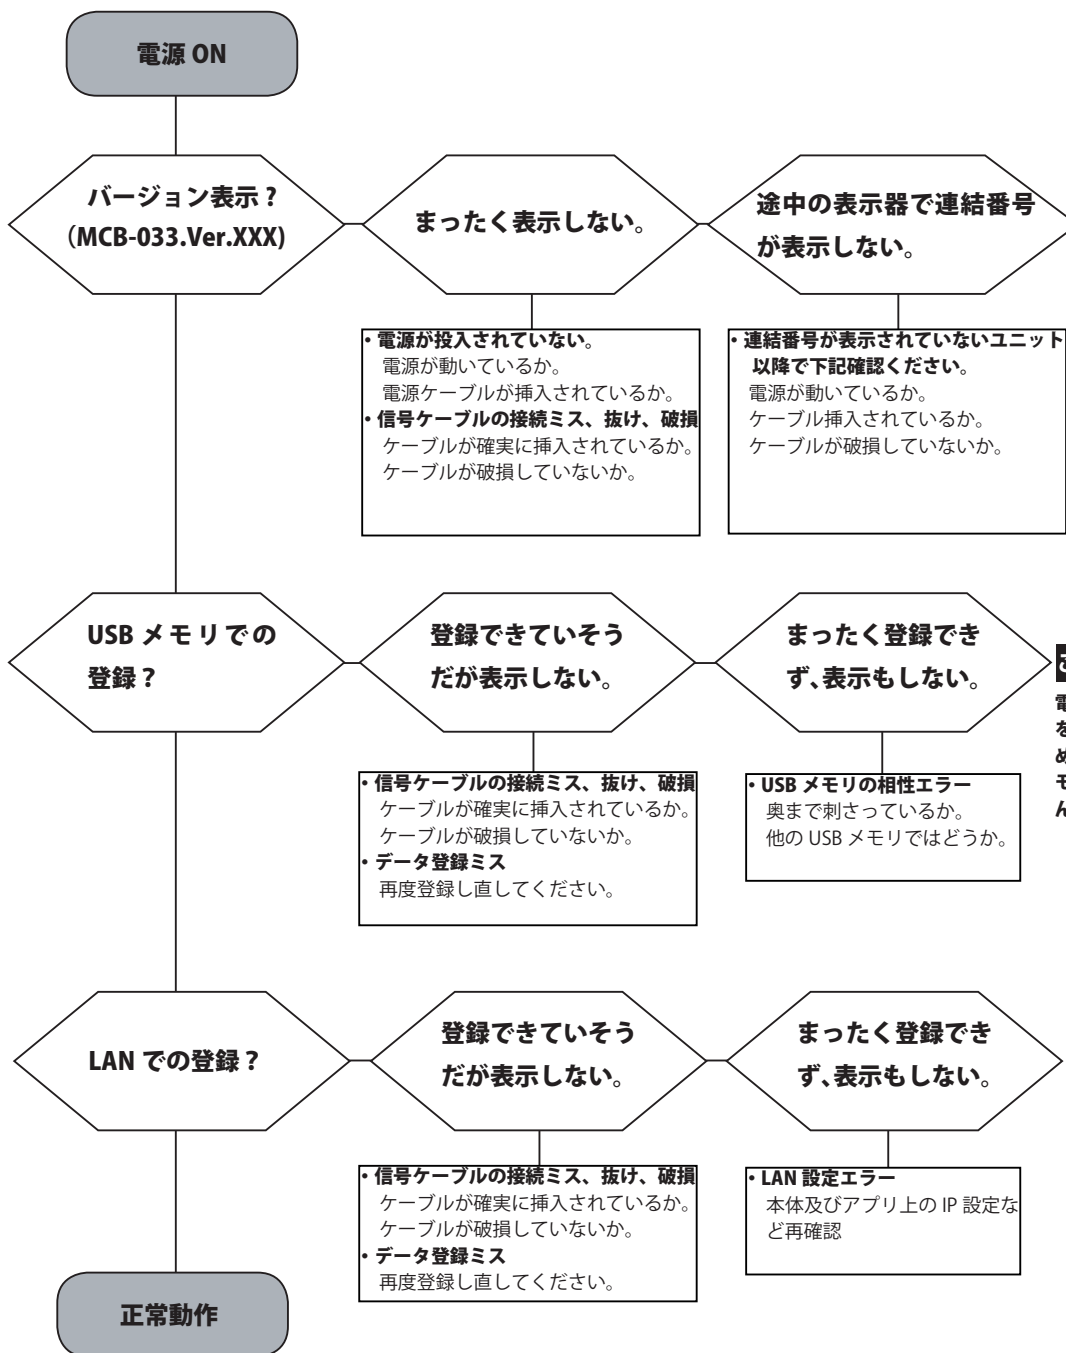 電源 ON
バージョン表示？
（MCB-033.Ver.XXX)
まったく表示しない。
途中の表示器で連結番号
が表示しない。
・電源が投入されていない。
電源が動いているか。
電源ケーブルが挿入されているか。
・信号ケーブルの接続ミス、抜け、破損
ケーブルが確実に挿入されているか。
ケーブルが破損していないか。
・連結番号が表示されていないユニット
以降で下記確認ください。
電源が動いているか。
ケーブル挿入されているか。
ケーブルが破損していないか。
USB メモリでの
登録？
登録できていそう
だが表示しない。
まったく登録でき
ず、表示もしない。
電
を
め
モ
ん
・信号ケーブルの接続ミス、抜け、破損
ケーブルが確実に挿入されているか。
ケーブルが破損していないか。
・データ登録ミス
再度登録し直してください。
・USB メモリの相性エラー
奥まで刺さっているか。
他の USB メモリではどうか。
LAN での登録？
登録できていそう
だが表示しない。
まったく登録でき
ず、表示もしない。
・信号ケーブルの接続ミス、抜け、破損
ケーブルが確実に挿入されているか。
ケーブルが破損していないか。
・データ登録ミス
再度登録し直してください。
・LAN 設定エラー
本体及びアプリ上の IP 設定な
ど再確認
正常動作